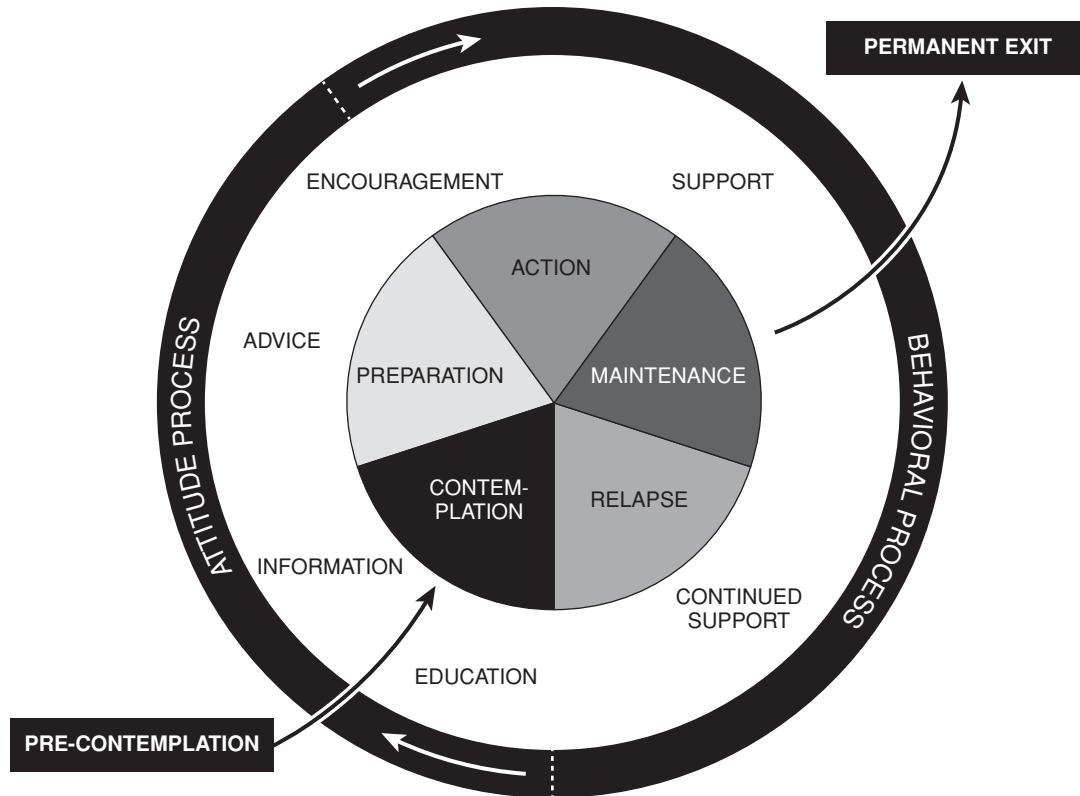 PERMANENT EXIT
ENCOURAGEMENT
SUPPORT
ACTION
ADVICE
PREPARATION
MAINTENANCE
ATTITUDE PROCESS
BEHAVIORAL PROCESS
CONTEM-
PLATION
RELAPSE
INFORMATION
CONTINUED
SUPPORT
EDUCATION
PRE-CONTEMPLATION